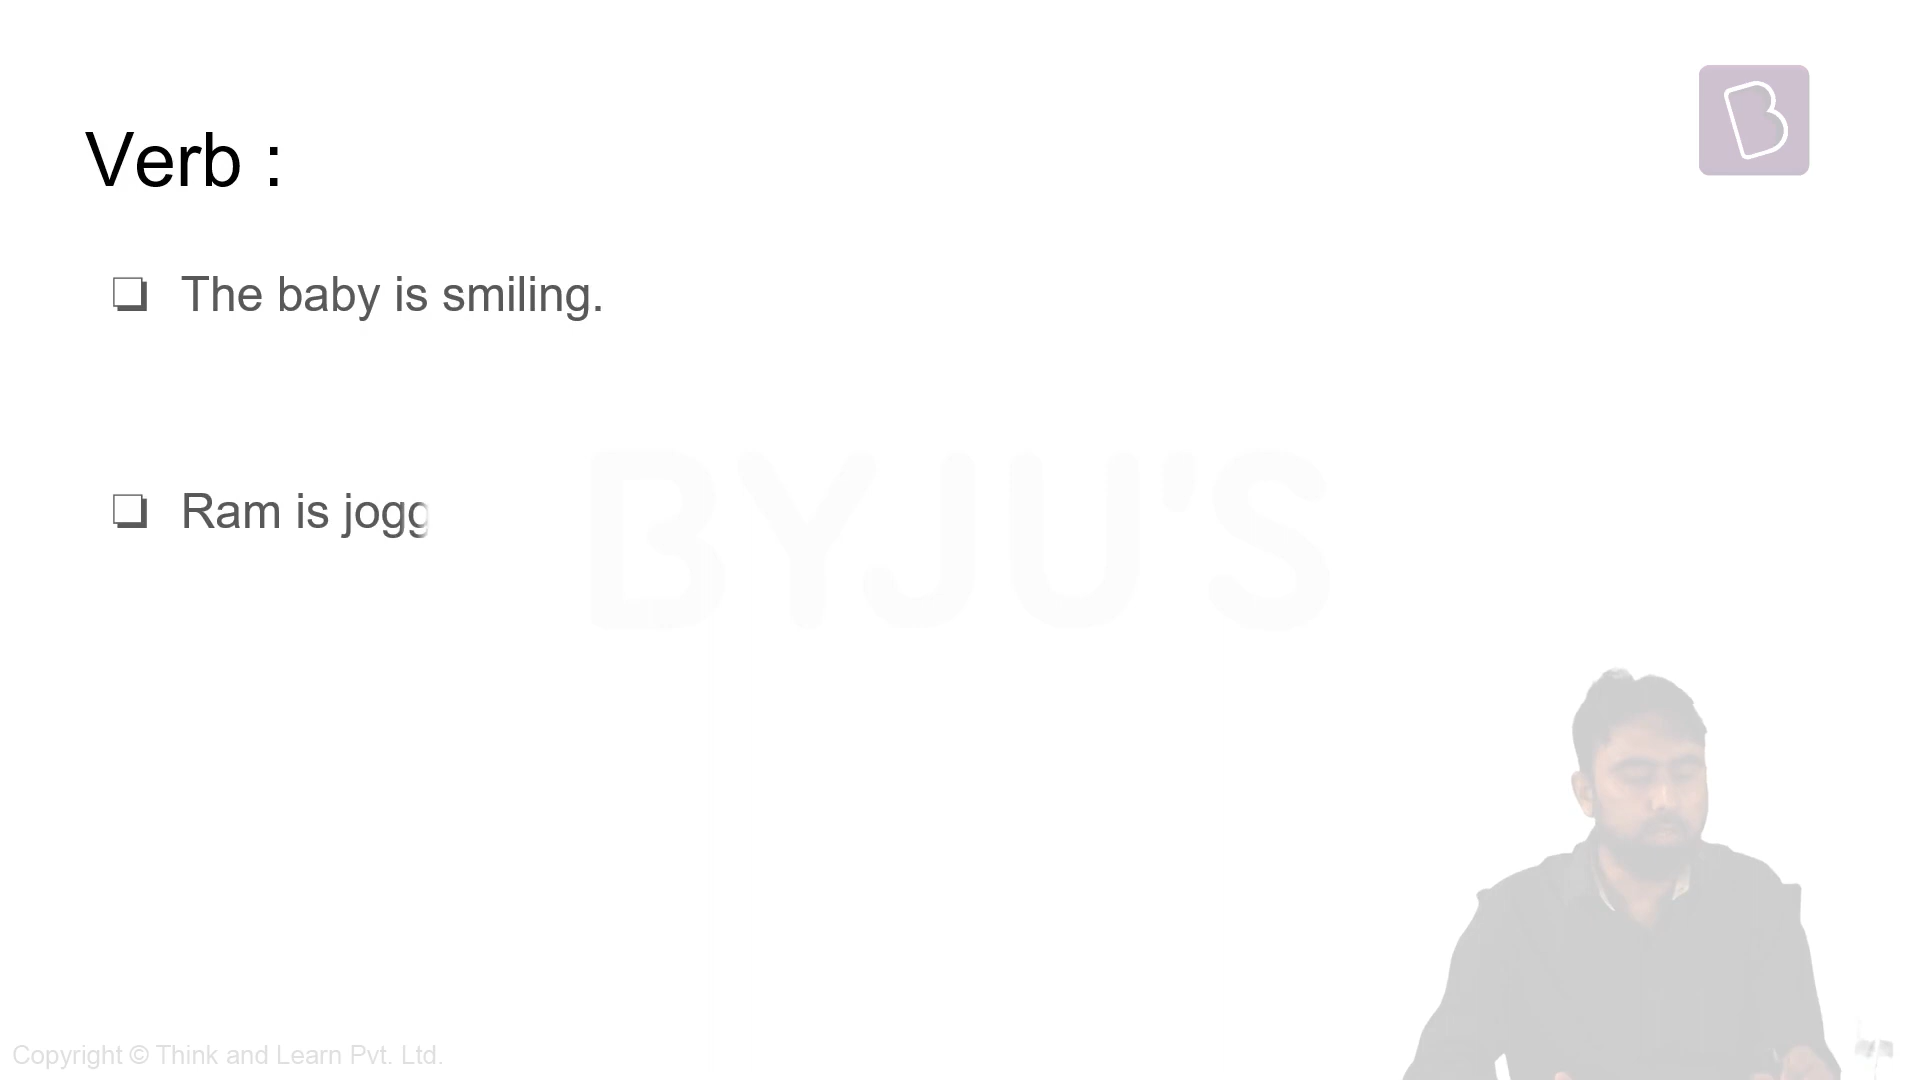 Verb :
❏ The baby is smiling.
❏ Ram is jogg
BYJU'S
Copyright © Think and Learn Pvt. Ltd.